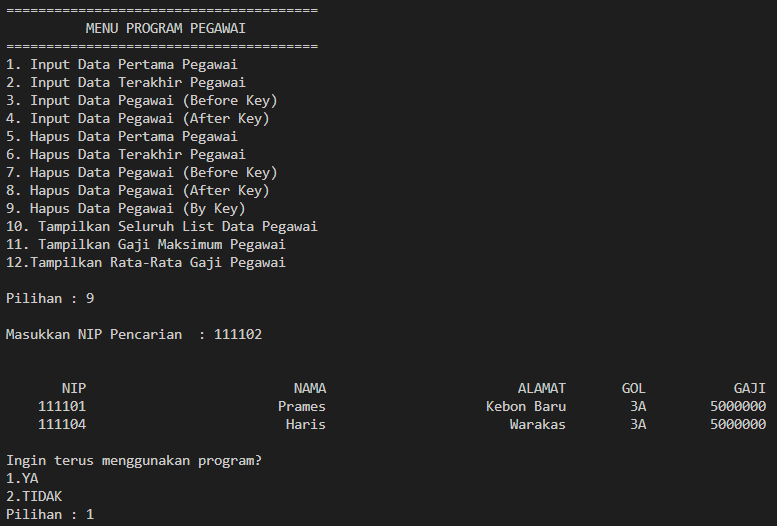 =======================================
MENU PROGRAM PEGAWAI
=======================================
1. Input Data Pertama Pegawai
2. Input Data Terakhir Pegawai
3. Input Data Pegawai (Before Key)
4. Input Data Pegawai (After Key)
5. Hapus Data Pertama Pegawai
6. Hapus Data Terakhir Pegawai
7. Hapus Data Pegawai (Before Key)
8. Hapus Data Pegawai (After Key)
9. Hapus Data Pegawai (By Key)
10. Tampilkan Seluruh List Data Pegawai
11. Tampilkan Gaji Maksimum Pegawai
12.Tampilkan Rata-Rata Gaji Pegawai
Pilihan : 9
Masukkan NIP Pencarian  : 111102
NIP NAMA ALAMAT GOL GAJI
111101 Prames Kebon Baru 3A 5000000
111104 Haris Warakas 3A 5000000
Ingin terus menggunakan program?
1.YA
2.TIDAK
Pilihan : 1